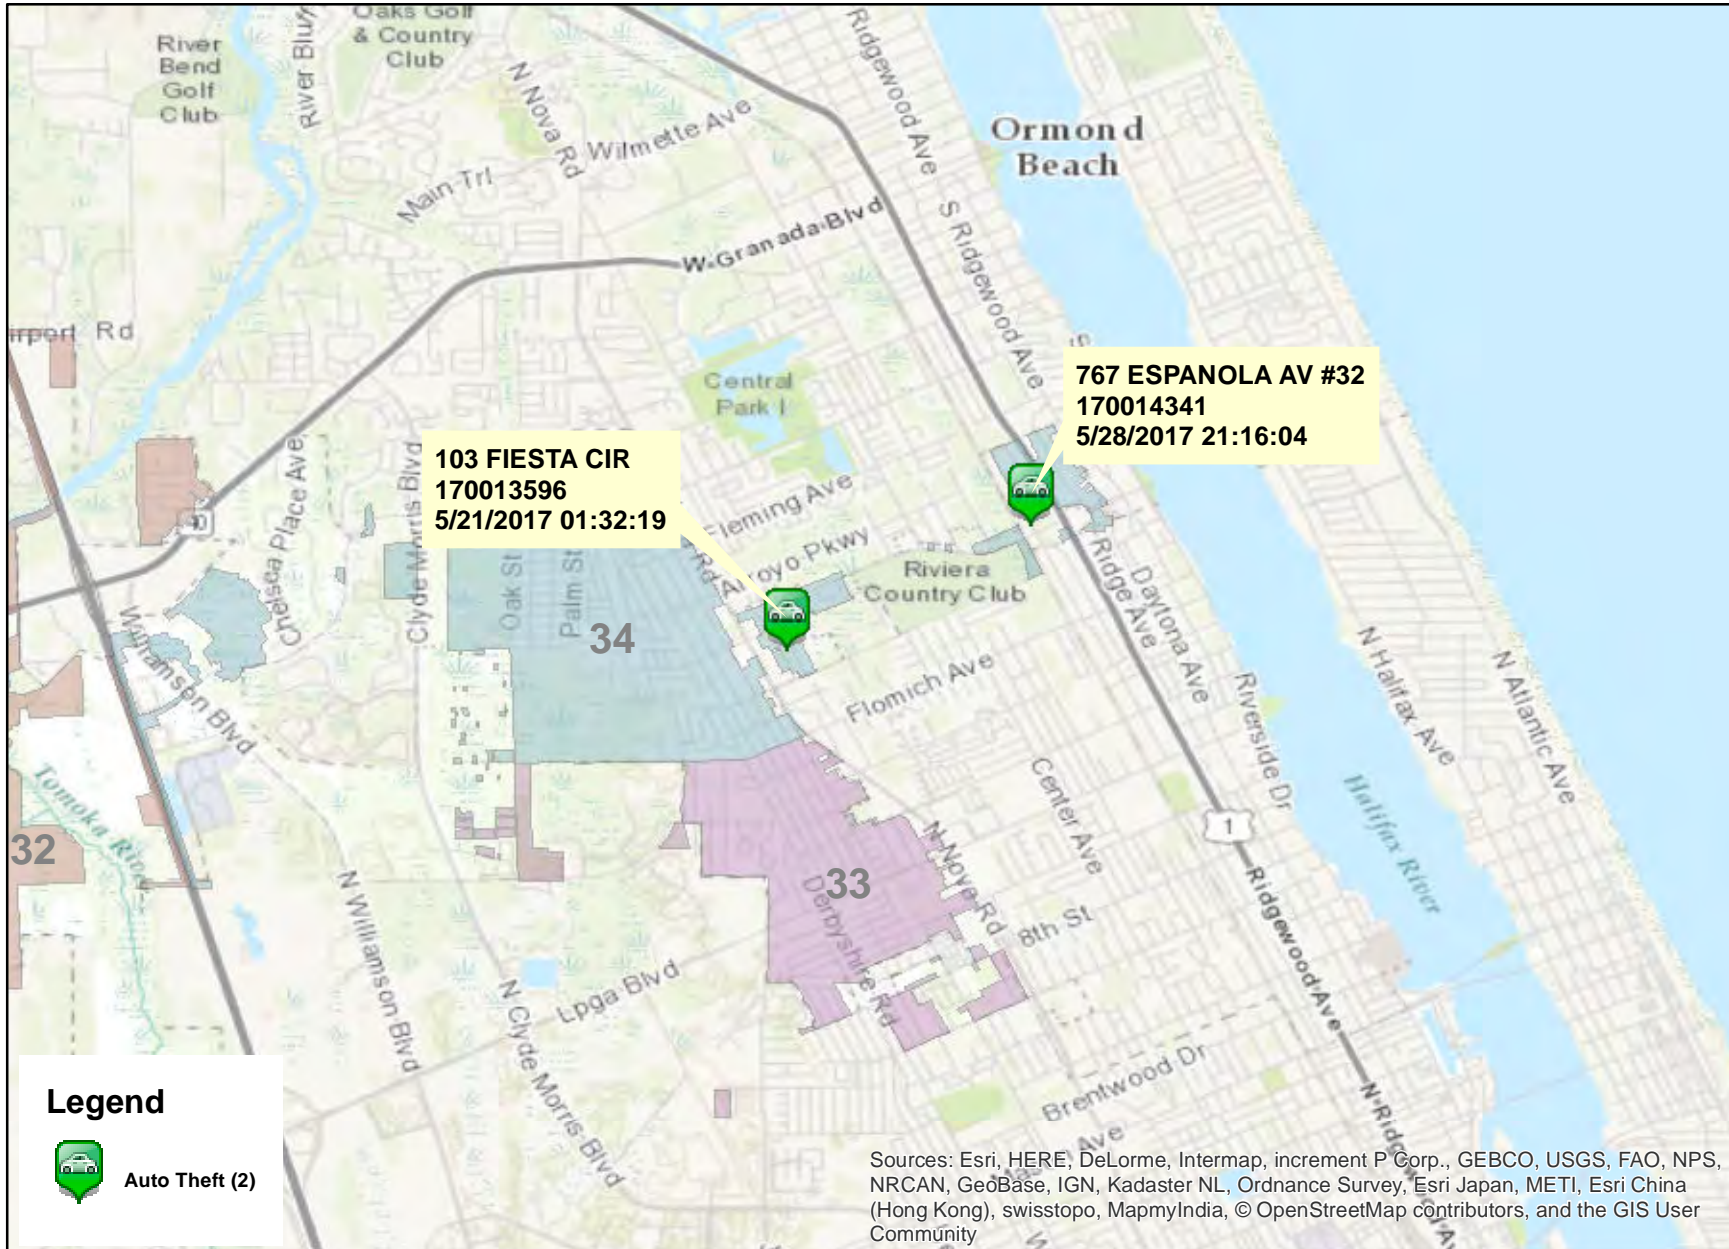 Oaks Golf
& Country
Club
River
Bend
Golf
Club
River Bluff
N Nova Rd
Wilmette Ave
Main Trl
Ridgewood Ave
Ormond
Beach
W Granada Blvd
S Ridgewood Ave
irport Rd
S
Central
Park I
767 ESPANOLA AV #32
170014341
5/28/2017 21:16:04
103 FIESTA CIR
170013596
5/21/2017 01:32:19
Chelsea Place Ave
Clyde Morris Blvd
40
Fleming Ave
Arroyo Pkwy
Rd
Oak St
Palm St
34
Riviera
Country Club
Ridge Ave
Daytona Ave
Williamson Blvd
Flomich Ave
Riverside Dr
N Halifax Ave
N Atlantic Ave
Tomoka River
32
Center Ave
1
Halifax River
33
Derbyshire Rd
N Nova Rd
8th St
Ridgewood Ave
N Williamson Blvd
Lpga Blvd
N Clyde Morris Blvd
Brentwood Dr
Ave
N Ridgewood Av
Legend
Auto Theft (2)
Sources: Esri, HERE, DeLorme, Intermap, increment P Corp., GEBCO, USGS, FAO, NPS,
NRCAN, GeoBase, IGN, Kadaster NL, Ordnance Survey, Esri Japan, METI, Esri China
(Hong Kong), swisstopo, MapmyIndia, © OpenStreetMap contributors, and the GIS User
Community